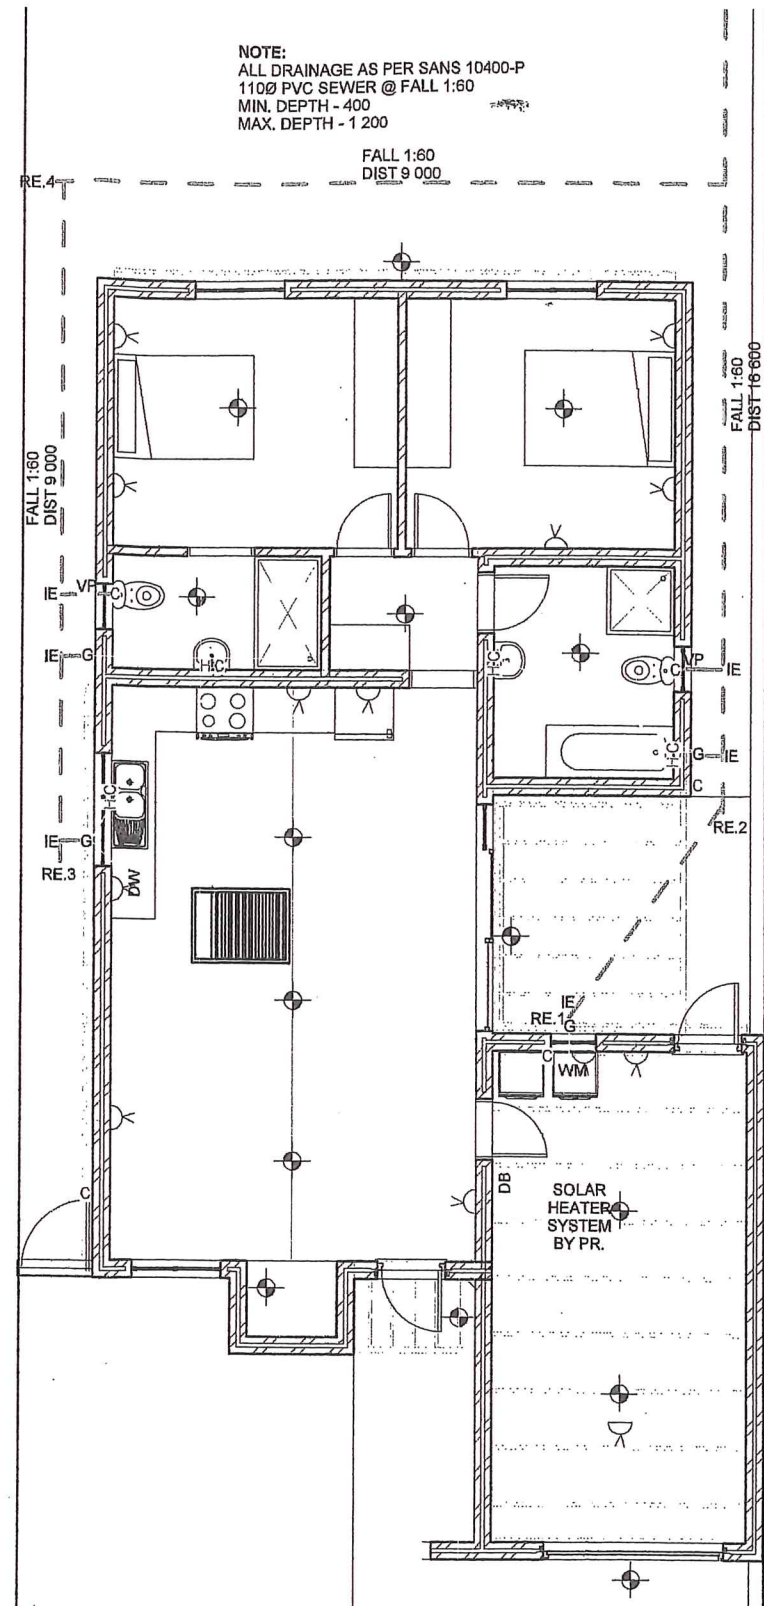 NOTE:
ALL DRAINAGE AS PER SANS 10400-P
110Ø PVC SEWER @ FALL 1:60
MIN. DEPTH - 400
MAX. DEPTH - 1 200
FALL 1:60
DIST 9 000
RE.4
FALL 1:60
DIST 16 600
FALL 1:60
DIST 9 000
IE
VP
C
IE
G
H C
H C
VP
C
IE
H C
G
IE
C
H C
IE
G
RE.3
DW
RE.2
IE
RE.1
G
C
WM
DB
C
SOLAR
HEATER
SYSTEM
BY PR.